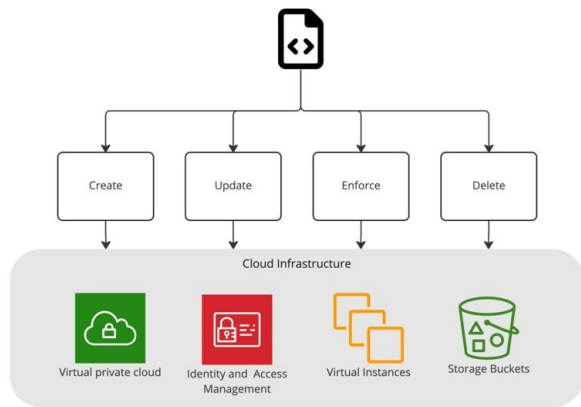 Create
Update
Enforce
Delete
Cloud Infrastructure
Virtual private cloud
Identity and Access
Management
Virtual Instances
Storage Buckets